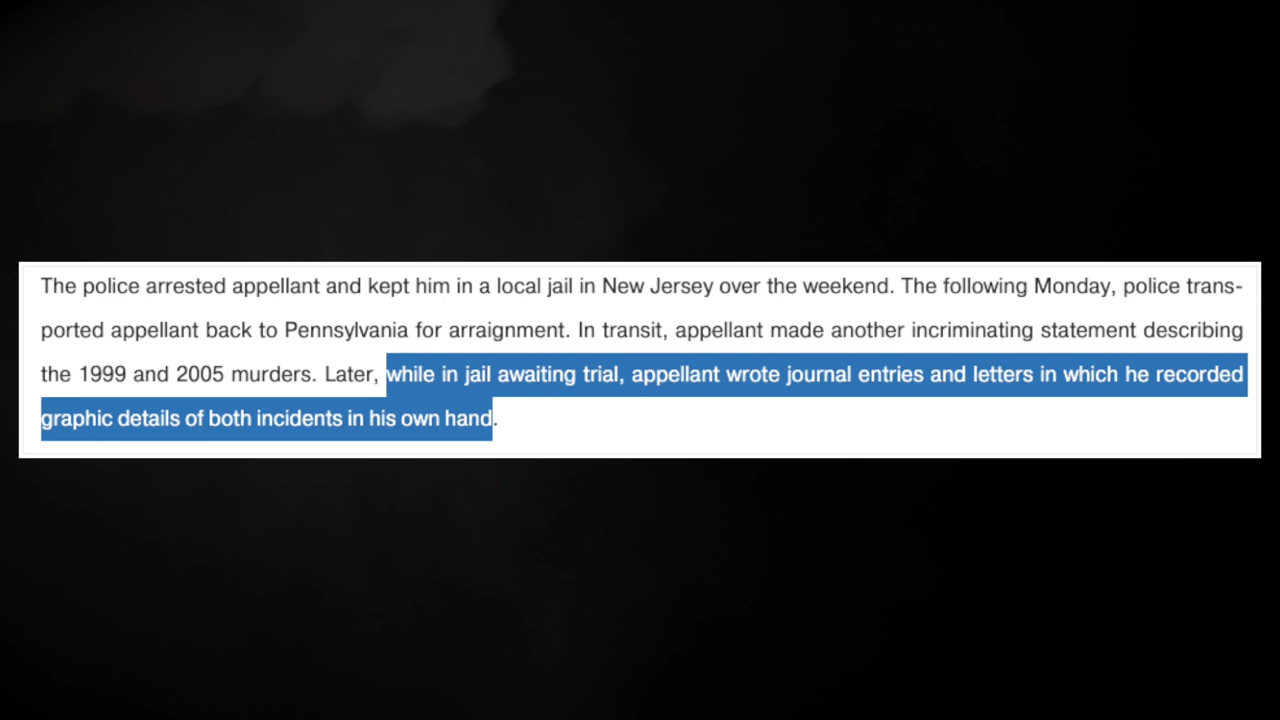 The police arrested appellant and kept him in a local jail in New Jersey over the weekend. The following Monday, police trans-
ported appellant back to Pennsylvania for arraignment. In transit, appellant made another incriminating statement describing
the 1999 and 2005 murders. Later, while in jail awaiting trial, appellant wrote journal entries and letters in which he recorded
graphic details of both incidents in his own hand.